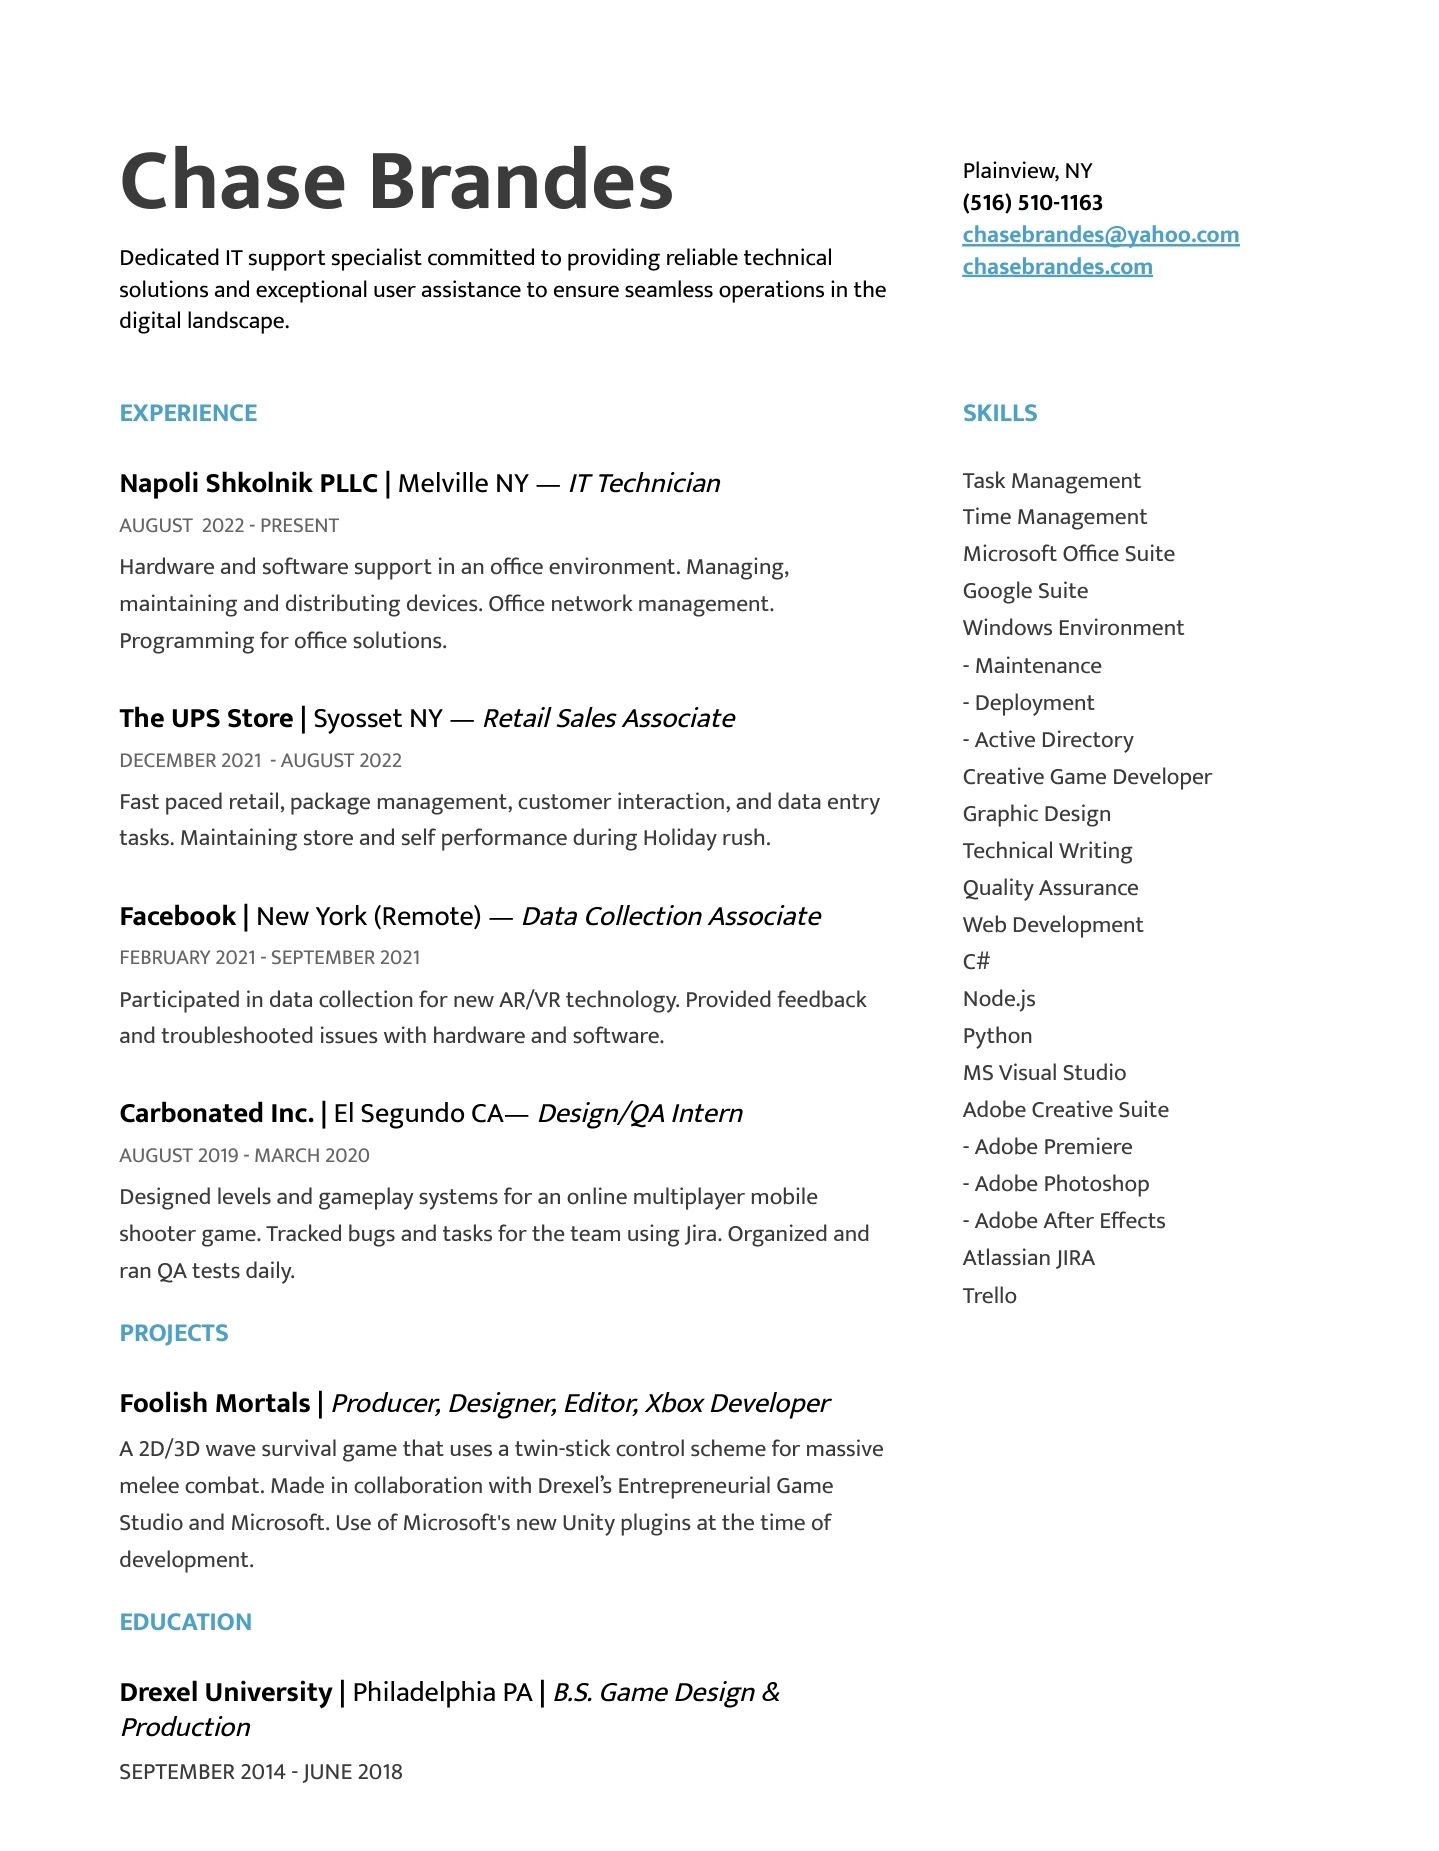 Chase Brandes
Dedicated IT support specialist committed to providing reliable technical
solutions and exceptional user assistance to ensure seamless operations in the
digital landscape.
Plainview, NY
(516) 510-1163
chasebrandes@yahoo.com
chasebrandes.com
EXPERIENCE
Napoli Shkolnik PLLC | Melville NY — IT Technician
AUGUST  2022 - PRESENT
Hardware and software support in an office environment. Managing,
maintaining and distributing devices. Office network management.
Programming for office solutions.
The UPS Store | Syosset NY — Retail Sales Associate
DECEMBER 2021  - AUGUST 2022
Fast paced retail, package management, customer interaction, and data entry
tasks. Maintaining store and self performance during Holiday rush.
Facebook | New York (Remote) — Data Collection Associate
FEBRUARY 2021 - SEPTEMBER 2021
Participated in data collection for new AR/VR technology. Provided feedback
and troubleshooted issues with hardware and software.
Carbonated Inc. | El Segundo CA— Design/QA Intern
AUGUST 2019 - MARCH 2020
Designed levels and gameplay systems for an online multiplayer mobile
shooter game. Tracked bugs and tasks for the team using Jira. Organized and
ran QA tests daily.
PROJECTS
Foolish Mortals | Producer, Designer, Editor, Xbox Developer
A 2D/3D wave survival game that uses a twin-stick control scheme for massive
melee combat. Made in collaboration with Drexel’s Entrepreneurial Game
Studio and Microsoft. Use of Microsoft's new Unity plugins at the time of
development.
EDUCATION
Drexel University | Philadelphia PA | B.S. Game Design &
Production
SEPTEMBER 2014 - JUNE 2018
SKILLS
Task Management
Time Management
Microsoft Office Suite
Google Suite
Windows Environment
- Maintenance
- Deployment
- Active Directory
Creative Game Developer
Graphic Design
Technical Writing
Quality Assurance
Web Development
C#
Node.js
Python
MS Visual Studio
Adobe Creative Suite
- Adobe Premiere
- Adobe Photoshop
- Adobe After Effects
Atlassian JIRA
Trello